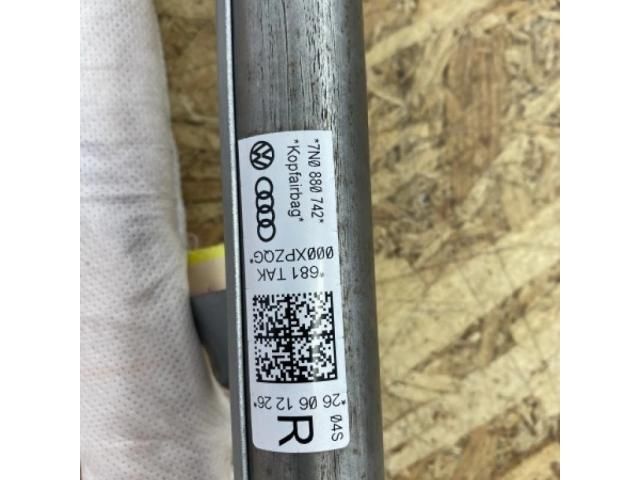 *7N0 880 742*
*Kopfairbag*
*681 TAK
000XPZQG*
*26 06 12 26*
04S
R